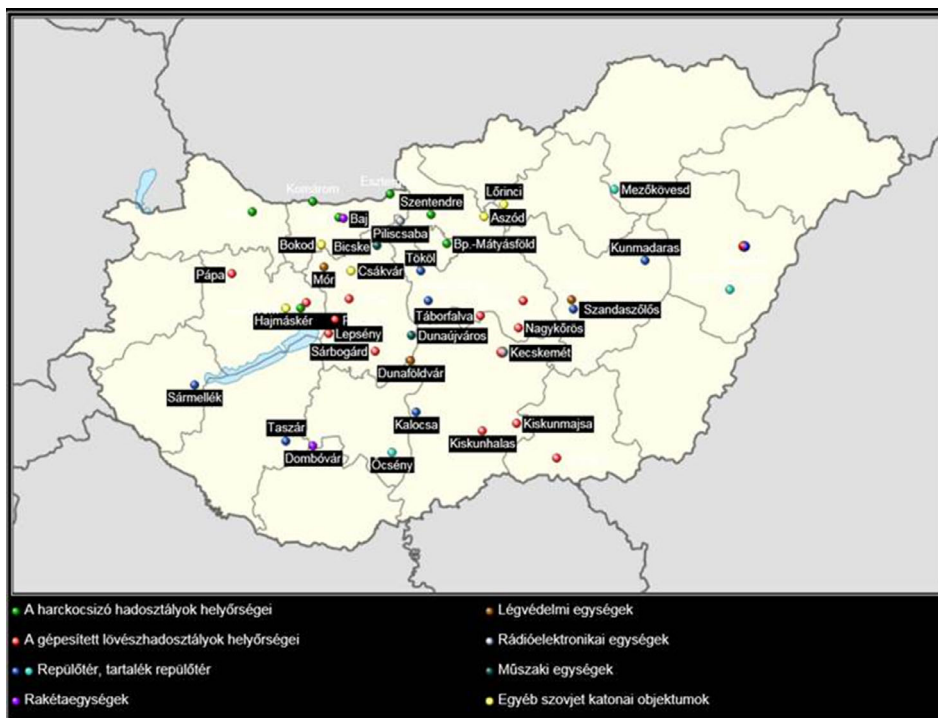 Komárom
Lőrinci
Mezőkövesd
Szentendre
Baj
Aszód
Piliscsaba
Bokod
Bicske
Bp.-Mátyásföld
Kunmadaras
Tököl
Pápa
Mór
Csákvár
Hajmáskér
Táborfalva
Szandaszőlős
Lepsény
Dunaújváros
Nagykőrös
Sárbogárd
Kecskemét
Dunaföldvár
Sármellék
Taszár
Kalocsa
Kiskunmajsa
Kiskunhalas
Dombóvár
Őcsény
A harckocsizó hadosztályok helyőrségei
A gépesített lövészhadosztályok helyőrségei
Repülőtér, tartalék repülőtér
Rakétaegységek
Légvédelmi egységek
Rádióelektronikai egységek
Műszaki egységek
Egyéb szovjet katonai objektumok